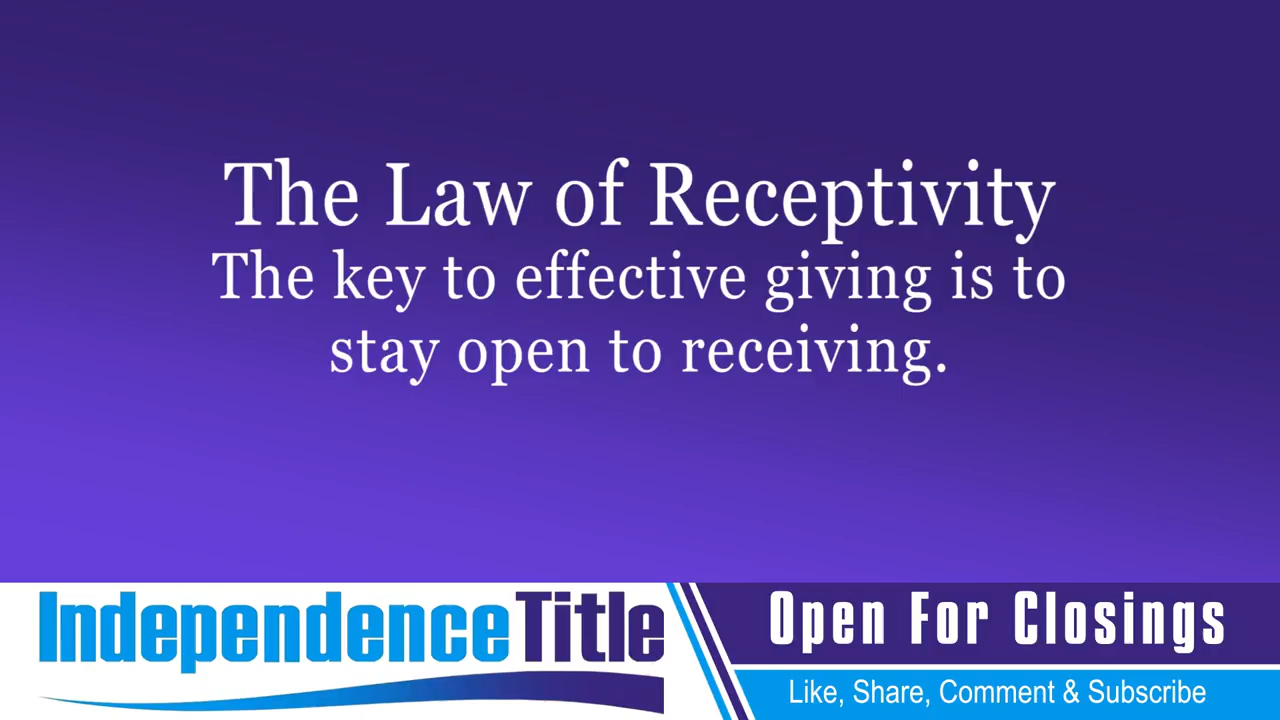 The Law of Receptivity
The key to effective giving is to
stay open to receiving.
IndependenceTitle
Open For Closings
Like, Share, Comment & Subscribe